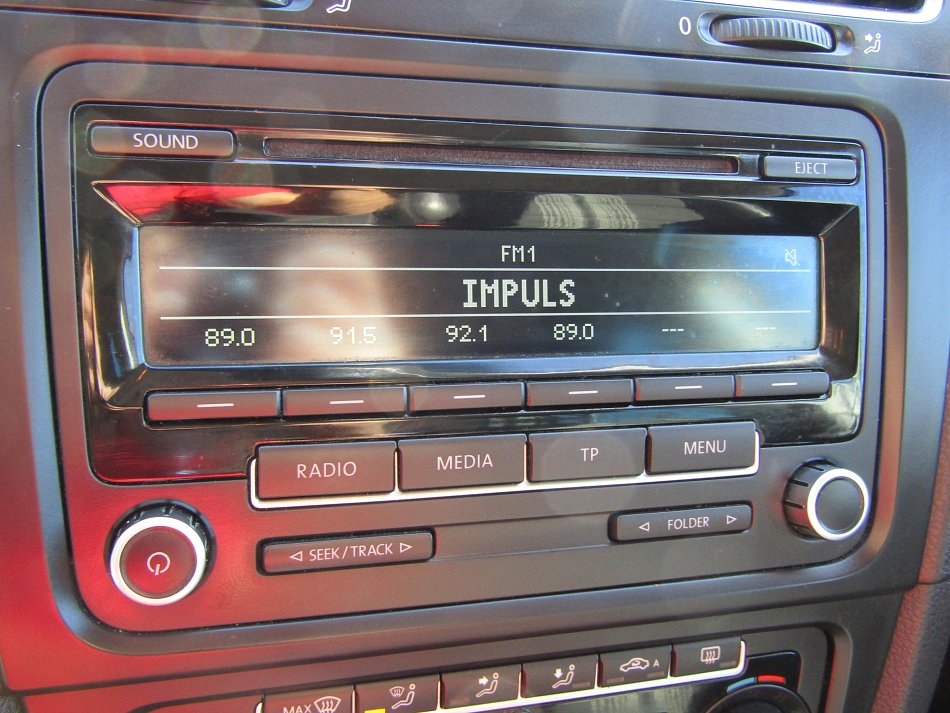 0
SOUND
EJECT
FM1
IMPULS
89.0 91.5 92.1 89.0 --- ---
RADIO MEDIA TP MENU
SEEK / TRACK
FOLDER
MAX
A